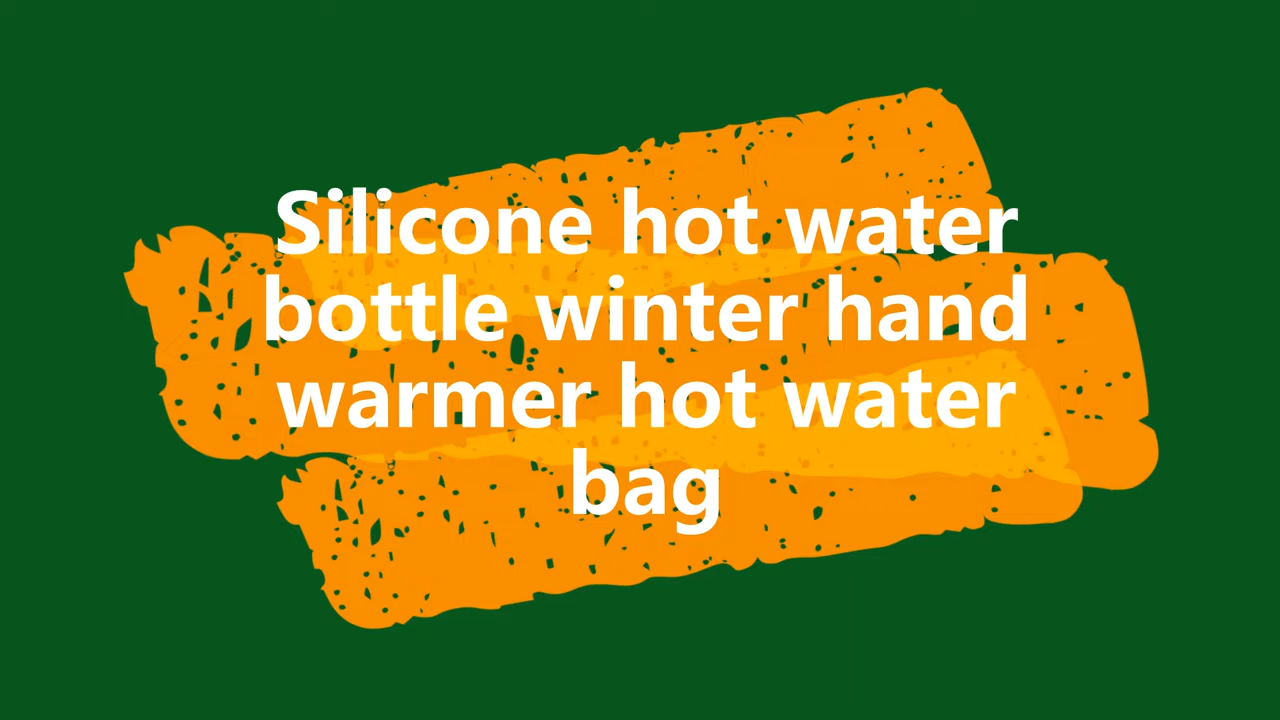 Silicone hot water
bottle winter hand
warmer hot water
bag